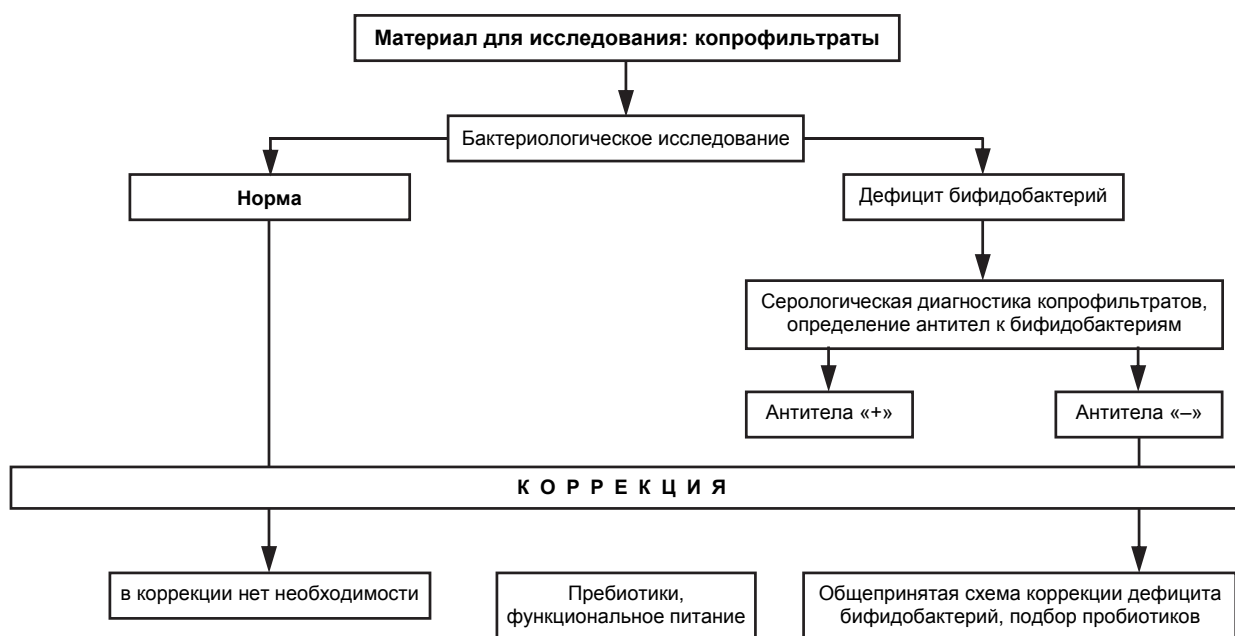 Материал для исследования: копрофильтраты
Бактериологическое исследование
Норма
Дефицит бифидобактерий
Серологическая диагностика копрофильтратов,
определение антител к бифидобактериям
Антитела «+»
Антитела «–»
К О Р Р Е К Ц И Я
в коррекции нет необходимости
Пребиотики,
функциональное питание
Общепринятая схема коррекции дефицита
бифидобактерий, подбор пробиотиков